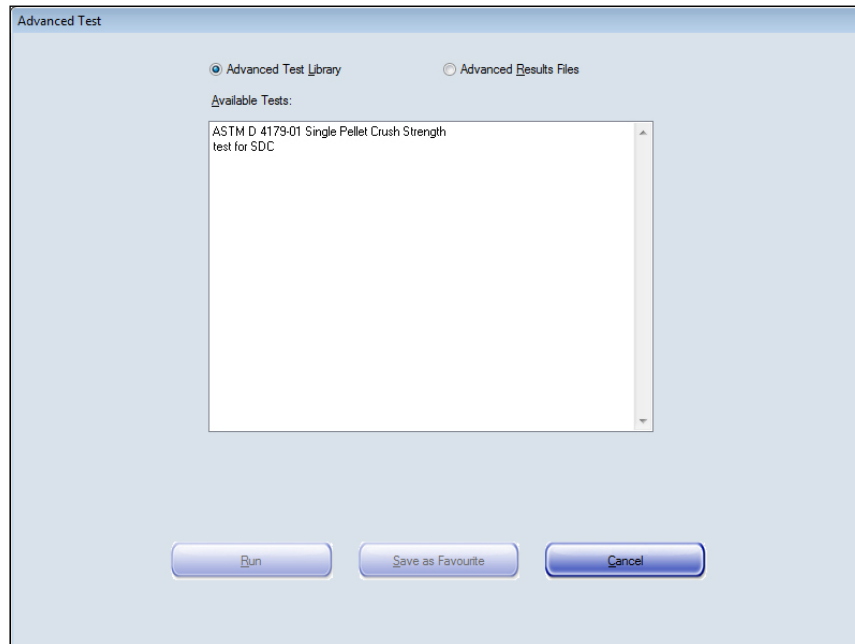 Advanced Test
Advanced Test Library
Advanced Results Files
Available Tests:
ASTM D 4179-01 Single Pellet Crush Strength
test for SDC
Run
Save as Favourite
Cancel